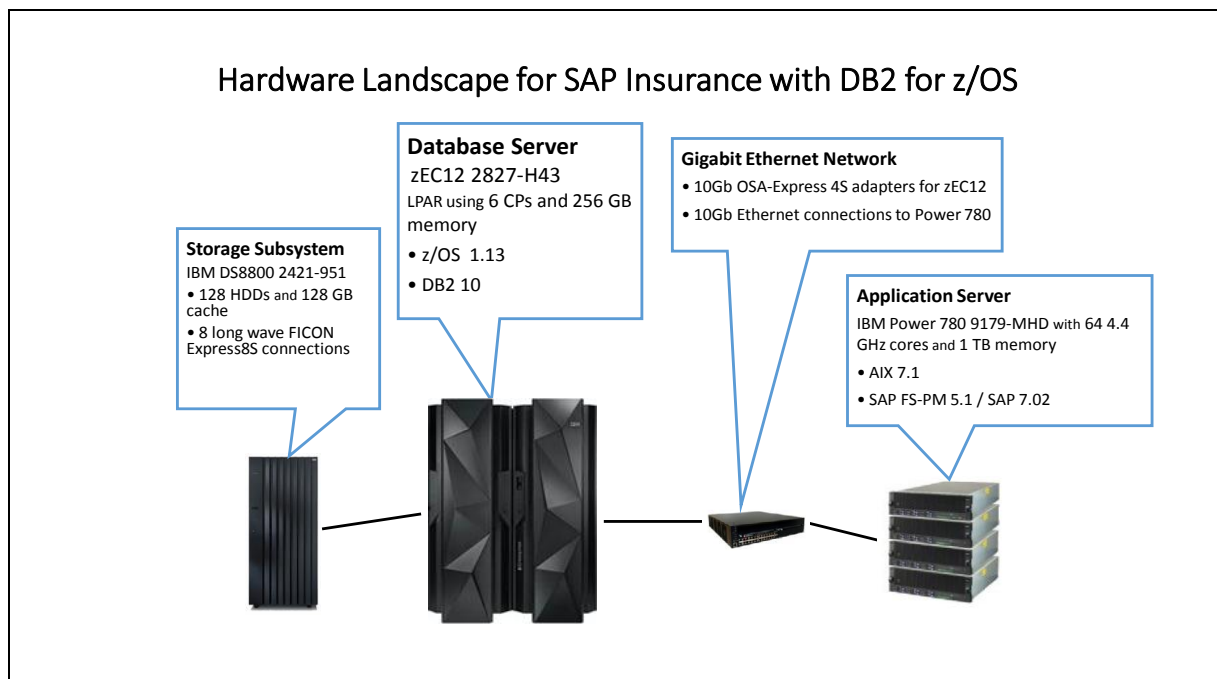 Hardware Landscape for SAP Insurance with DB2 for z/OS
Storage Subsystem
IBM DS8800 2421-951
• 128 HDDs and 128 GB
cache
• 8 long wave FICON
Express8S connections
Database Server
zEC12 2827-H43
LPAR using 6 CPs and 256 GB
memory
• z/OS 1.13
• DB2 10
Gigabit Ethernet Network
• 10Gb OSA-Express 4S adapters for zEC12
• 10Gb Ethernet connections to Power 780
Application Server
IBM Power 780 9179-MHD with 64 4.4
GHz cores and 1 TB memory
• AIX 7.1
• SAP FS-PM 5.1 / SAP 7.02